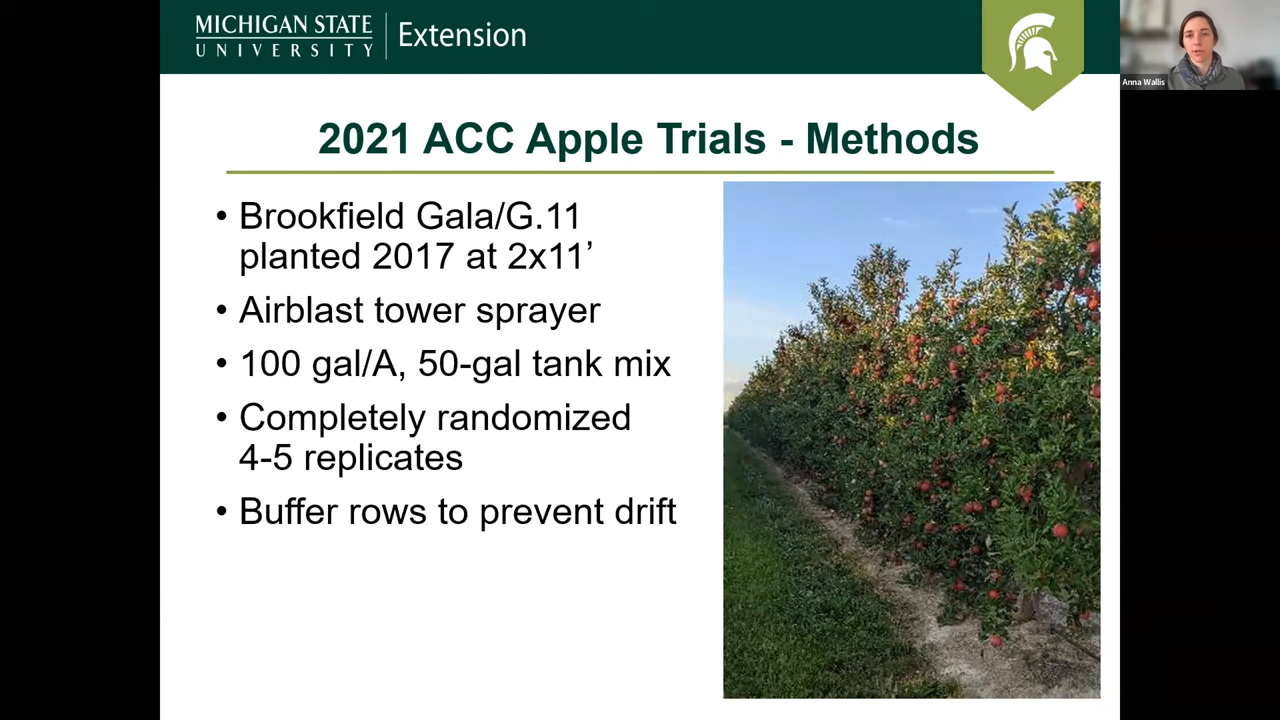 MICHIGAN STATE
UNIVERSITY
Extension
Anna Wallis
2021 ACC Apple Trials - Methods
• Brookfield Gala/G.11
planted 2017 at 2x11’
• Airblast tower sprayer
• 100 gal/A, 50-gal tank mix
• Completely randomized
4-5 replicates
• Buffer rows to prevent drift